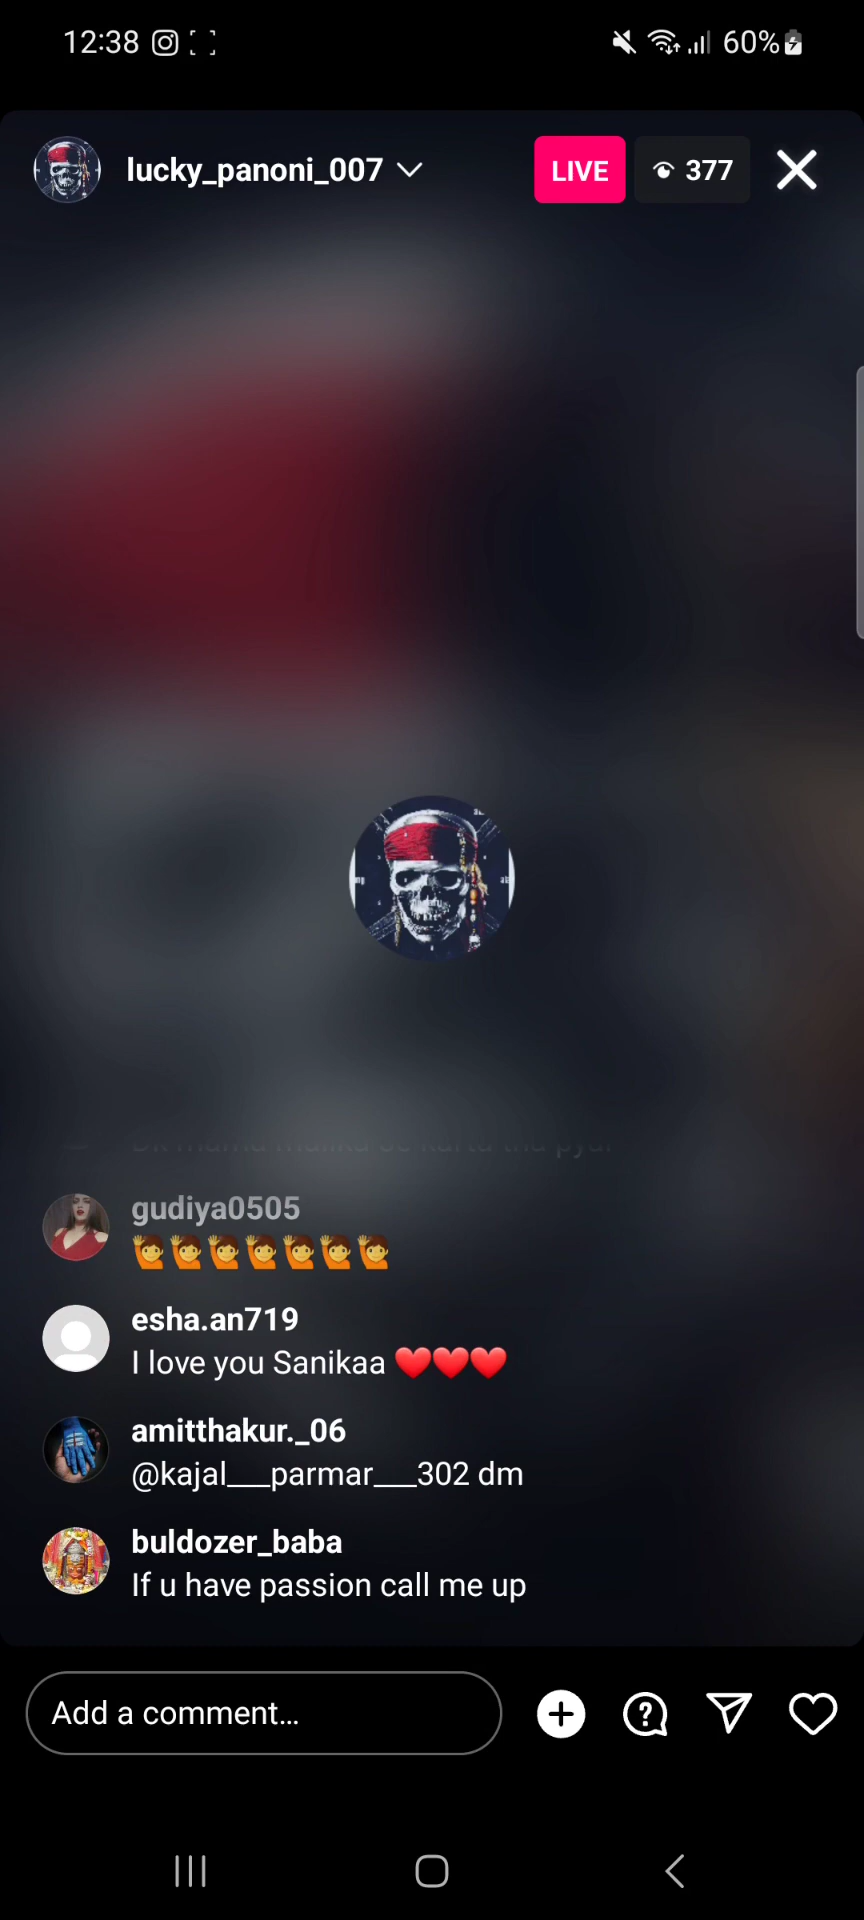 12:38
60%
lucky_panoni_007
LIVE
377
gudiya0505
🙋🙋🙋🙋🙋🙋🙋
esha.an719
I love you Sanikaa ❤️❤️❤️
amitthakur._06
@kajal___parmar___302 dm
buldozer_baba
If u have passion call me up
Add a comment...